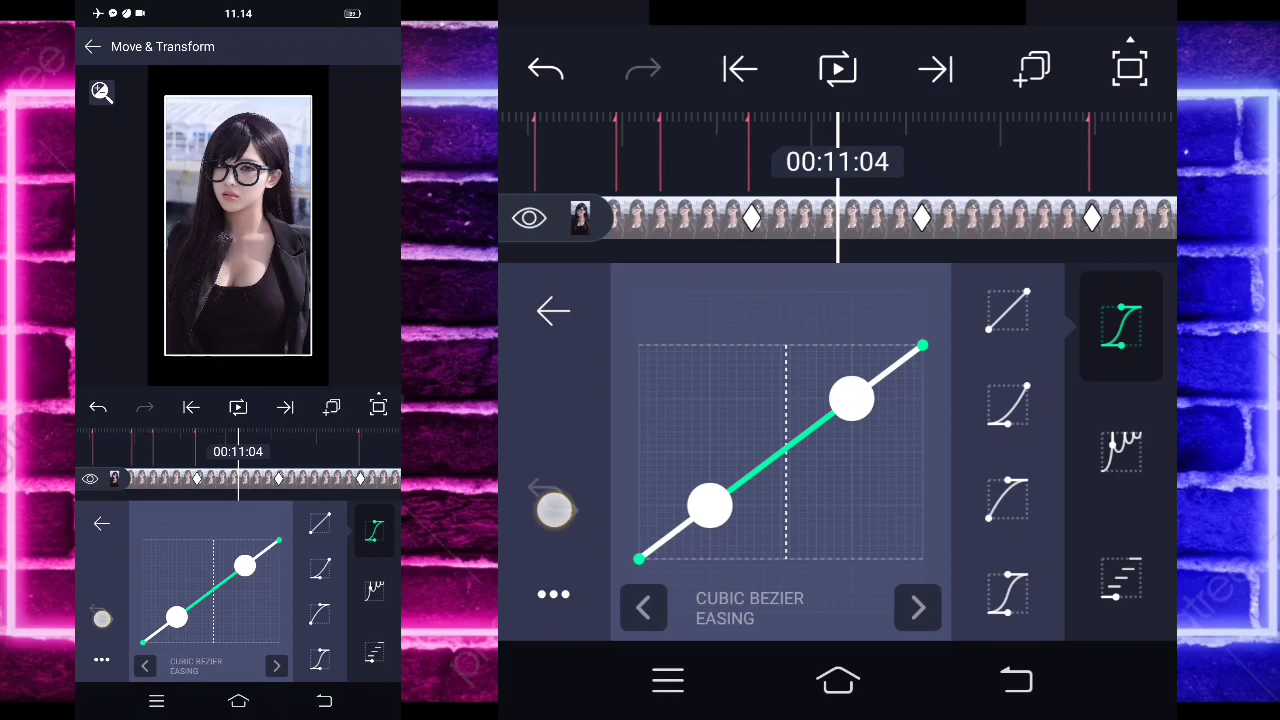 11.14
Move & Transform
00:11:04
CUBIC BEZIER
EASING
00:11:04
CUBIC BEZIER
EASING